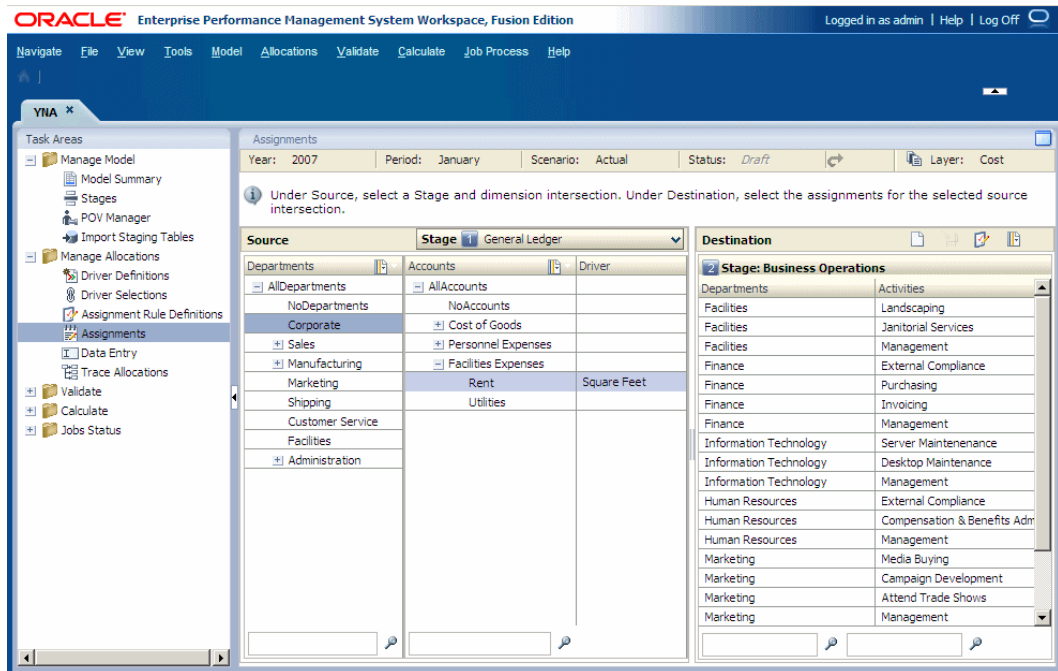 ORACLE Enterprise Performance Management System Workspace, Fusion Edition
Logged in as admin | Help | Log Off
Navigate File View Tools Model Allocations Validate Calculate Job Process Help
YNA
Task Areas
Manage Model
Model Summary
Stages
POV Manager
Import Staging Tables
Manage Allocations
Driver Definitions
Driver Selections
Assignment Rule Definitions
Assignments
Data Entry
Trace Allocations
Validate
Calculate
Jobs Status
Assignments
Year: 2007 Period: January Scenario: Actual Status: Draft Layer: Cost
Under Source, select a Stage and dimension intersection. Under Destination, select the assignments for the selected source
intersection.
Source Stage 1 General Ledger
Departments Accounts Driver
AllDepartments AllAccounts
NoDepartments NoAccounts
Corporate Cost of Goods
Sales Personnel Expenses
Manufacturing Facilities Expenses
Marketing Rent Square Feet
Shipping Utilities
Customer Service
Facilities
Administration
Destination
2 Stage: Business Operations
Departments Activities
Facilities Landscaping
Facilities Janitorial Services
Facilities Management
Finance External Compliance
Finance Purchasing
Finance Invoicing
Finance Management
Information Technology Server Maintenenance
Information Technology Desktop Maintenance
Information Technology Management
Human Resources External Compliance
Human Resources Compensation & Benefits Adm
Human Resources Management
Marketing Media Buying
Marketing Campaign Development
Marketing Attend Trade Shows
Marketing Management